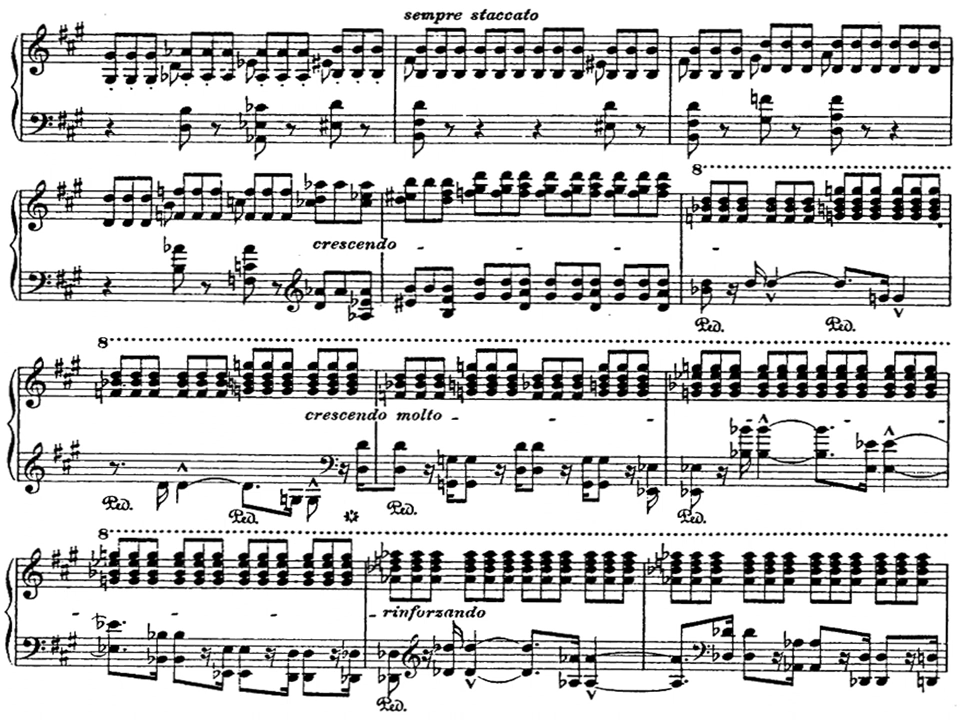 sempre staccato
8
crescendo
Ped. Ped.
8
crescendo molto
Ped. Ped. Ped. Ped.
8
rinforzando
Ped.